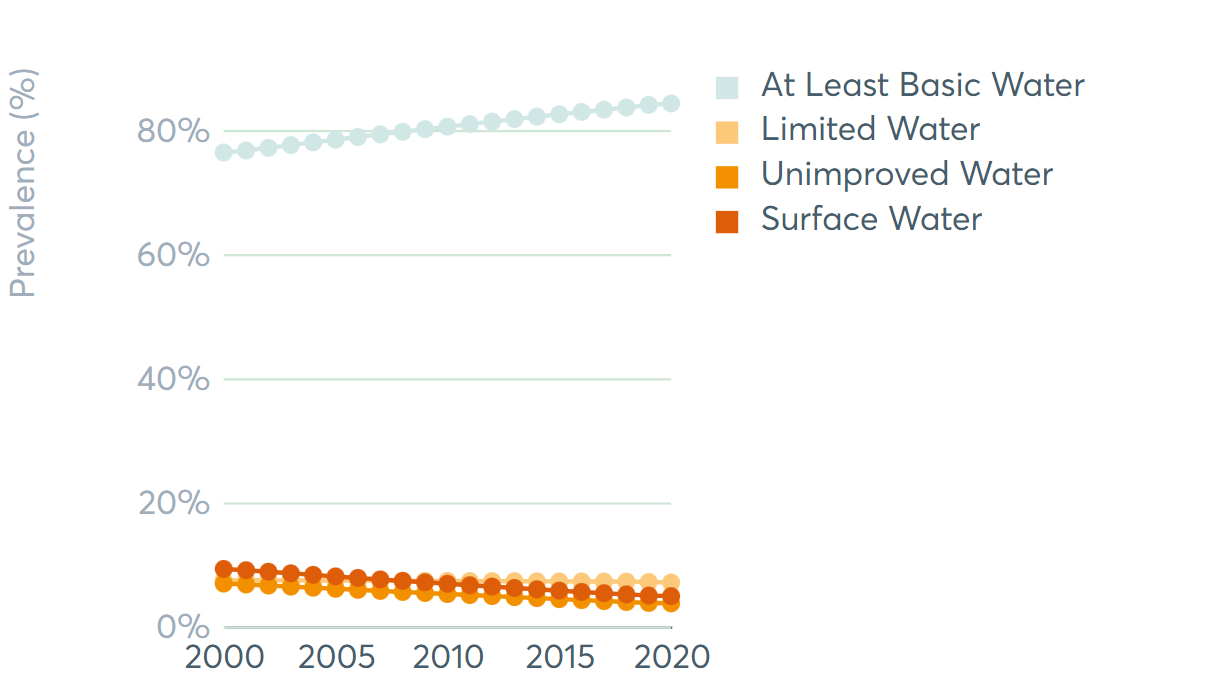 Prevalence (%)
80%
60%
40%
20%
0%
2000 2005 2010 2015 2020
At Least Basic Water
Limited Water
Unimproved Water
Surface Water